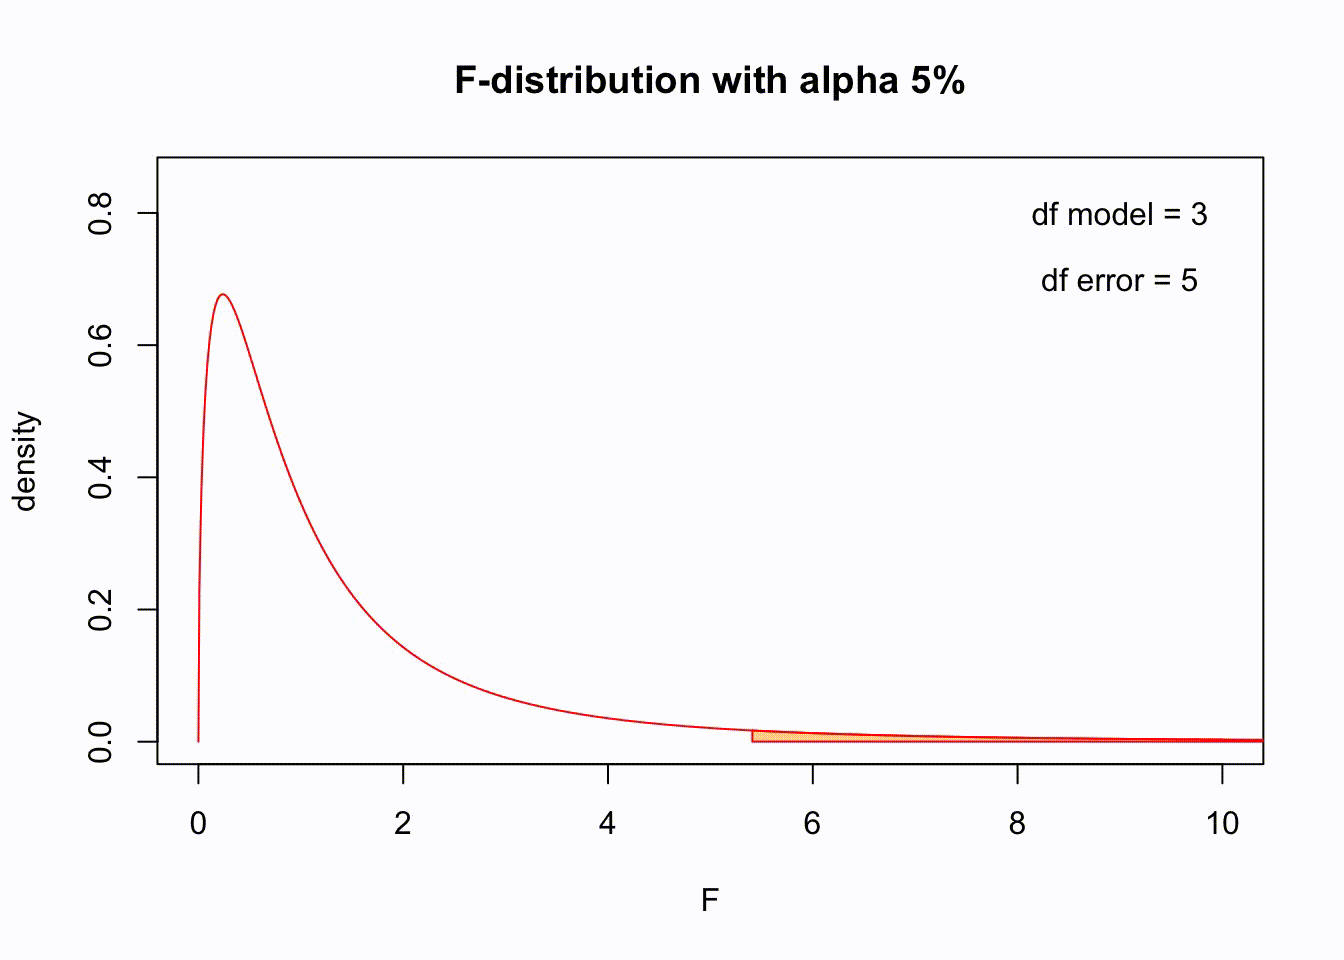 F-distribution with alpha 5%
df model = 3
df error = 5
density
0.8
0.6
0.4
0.2
0.0
0 2 4 6 8 10
F